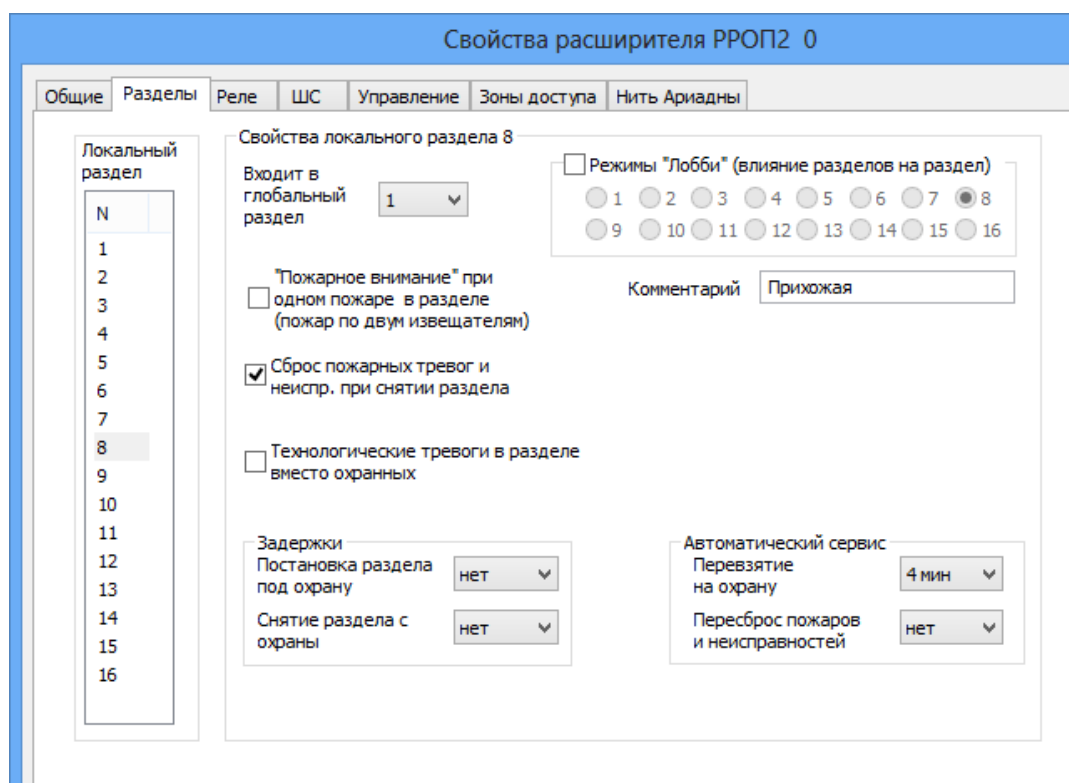 Свойства расширителя РРОП2 0
Общие Разделы Реле ШС Управление Зоны доступа Нить Ариадны
Локальный
раздел
N
1
2
3
4
5
6
7
8
9
10
11
12
13
14
15
16
Свойства локального раздела 8
Входит в
глобальный
раздел
1
Режимы "Лобби" (влияние разделов на раздел)
1 2 3 4 5 6 7 8
9 10 11 12 13 14 15 16
"Пожарное внимание" при
одном пожаре в разделе
(пожар по двум извещателям)
Комментарий Прихожая
Сброс пожарных тревог и
неиспр. при снятии раздела
Технологические тревоги в разделе
вместо охранных
Задержки
Постановка раздела
под охрану
нет
Снятие раздела с
охраны
нет
Автоматический сервис
Перевзятие
на охрану
4 мин
Пересброс пожаров
и неисправностей
нет